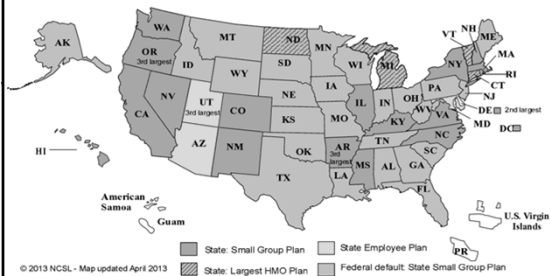 WA
AK
MT
ND
MN
VT
NH
ME
OR
3rd largest
ID
SD
WI
MI
NY
MA
RI
CT
WY
IA
PA
NJ
NV
UT
3rd largest
NE
IL
IN
OH
WV
DE
2nd largest
CA
CO
KS
MO
KY
VA
MD
DC
HI
AZ
NM
OK
AR
3rd
largest
TN
NC
SC
MS
AL
GA
TX
LA
FL
American
Samoa
Guam
U.S. Virgin
Islands
PR
State: Small Group Plan
State Employee Plan
© 2013 NCSL - Map updated April 2013
State: Largest HMO Plan
Federal default: State Small Group Plan